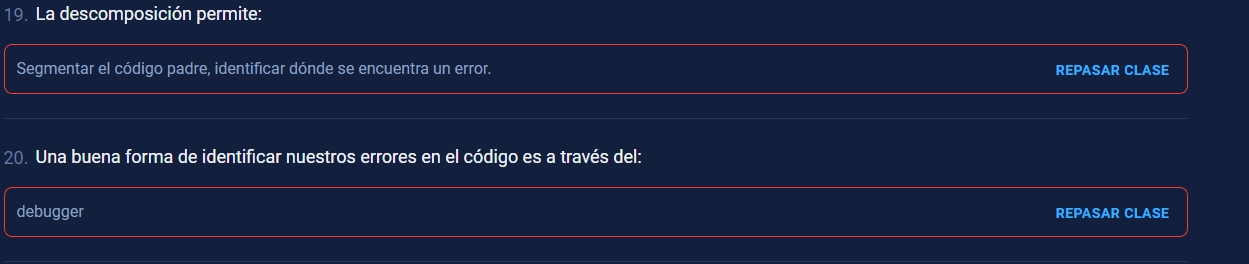 19. La descomposición permite:
Segmentar el código padre, identificar dónde se encuentra un error. REPASAR CLASE
20. Una buena forma de identificar nuestros errores en el código es a través del:
debugger REPASAR CLASE